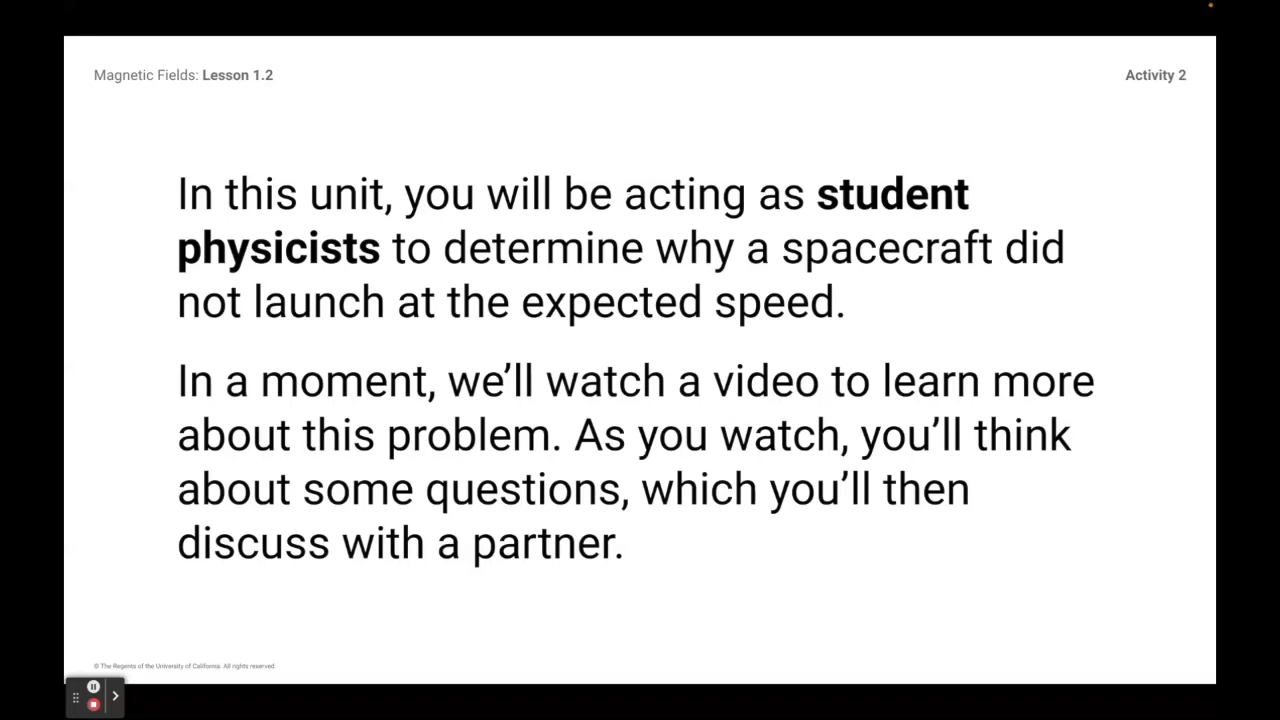 Magnetic Fields: Lesson 1.2
Activity 2
In this unit, you will be acting as student
physicists to determine why a spacecraft did
not launch at the expected speed.
In a moment, we’ll watch a video to learn more
about this problem. As you watch, you’ll think
about some questions, which you’ll then
discuss with a partner.
© The Regents of the University of California. All rights reserved.